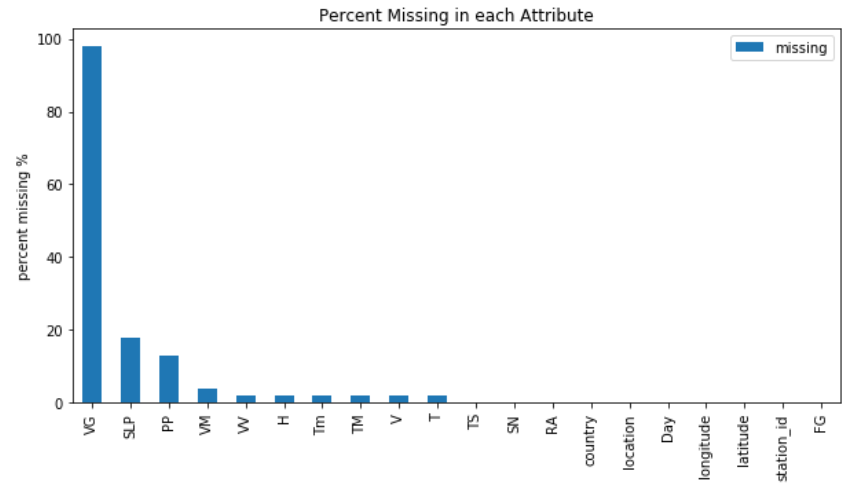 Percent Missing in each Attribute
missing
percent missing %
100
80
60
40
20
0
VG
SLP
PP
VM
VV
H
Tm
TM
V
T
TS
SN
RA
country
location
Day
longitude
latitude
station_id
FG